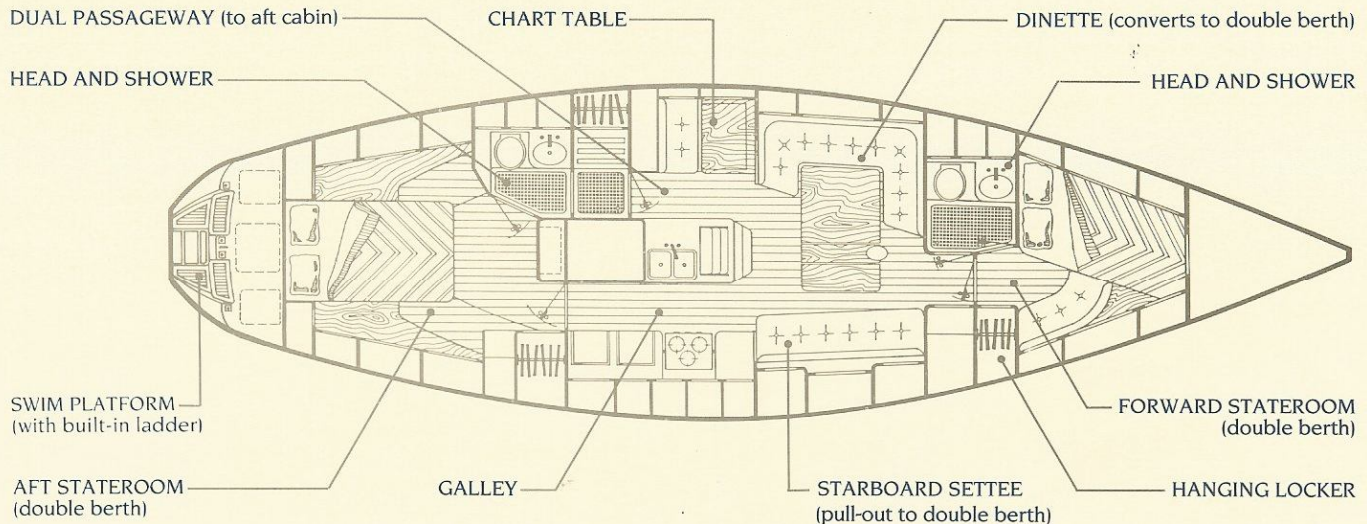 DUAL PASSAGEWAY (to aft cabin)
CHART TABLE
DINETTE (converts to double berth)
HEAD AND SHOWER
HEAD AND SHOWER
SWIM PLATFORM
(with built-in ladder)
FORWARD STATEROOM
(double berth)
AFT STATEROOM
(double berth)
GALLEY
STARBOARD SETTEE
(pull-out to double berth)
HANGING LOCKER